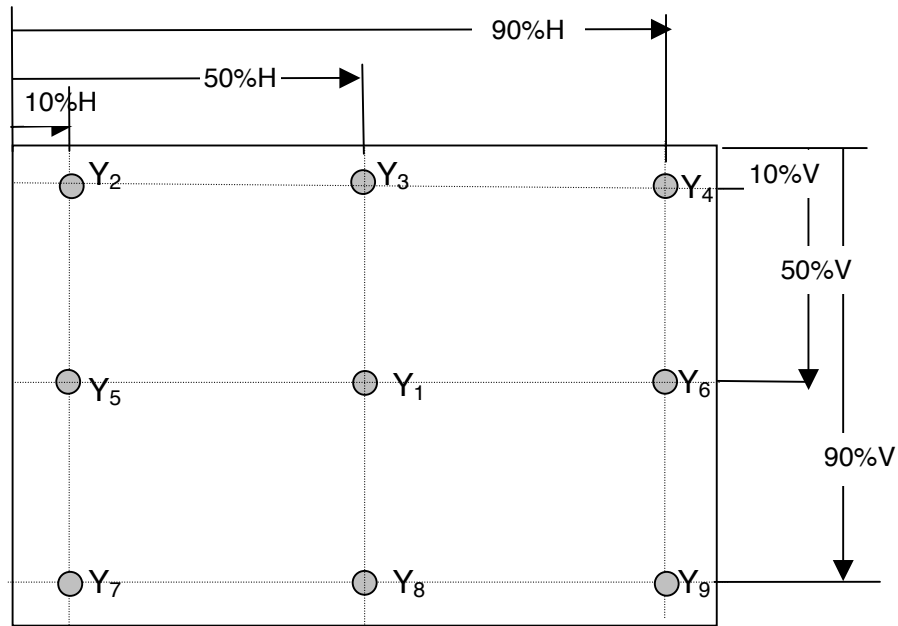 90%H
50%H
10%H
Y₂ Y₃ Y₄ 10%V
50%V
Y₅ Y₁ Y₆
90%V
Y₇ Y₈ Y₉